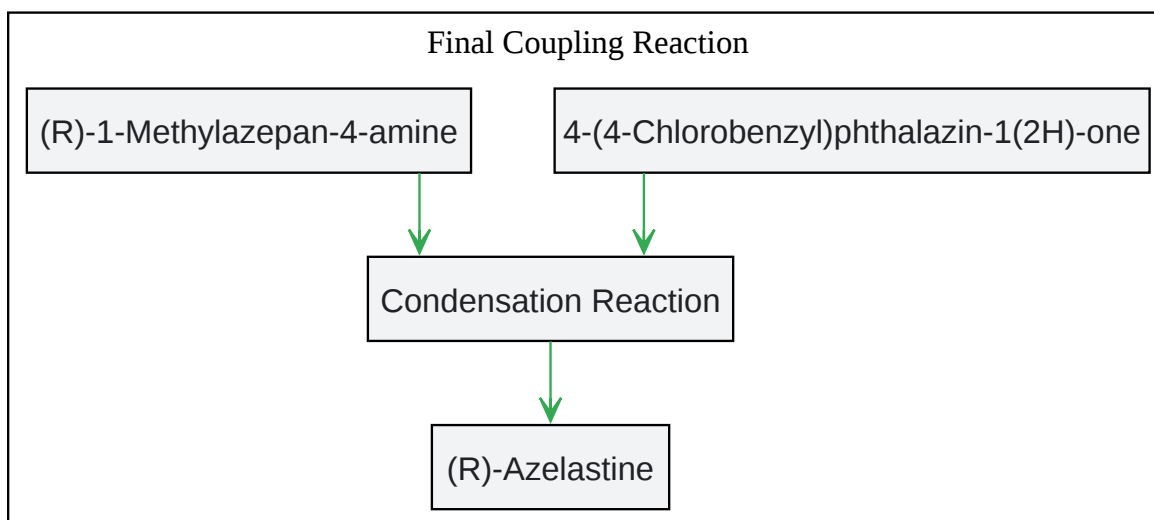 Final Coupling Reaction
(R)-1-Methylazepan-4-amine
4-(4-Chlorobenzyl)phthalazin-1(2H)-one
Condensation Reaction
(R)-Azelastine